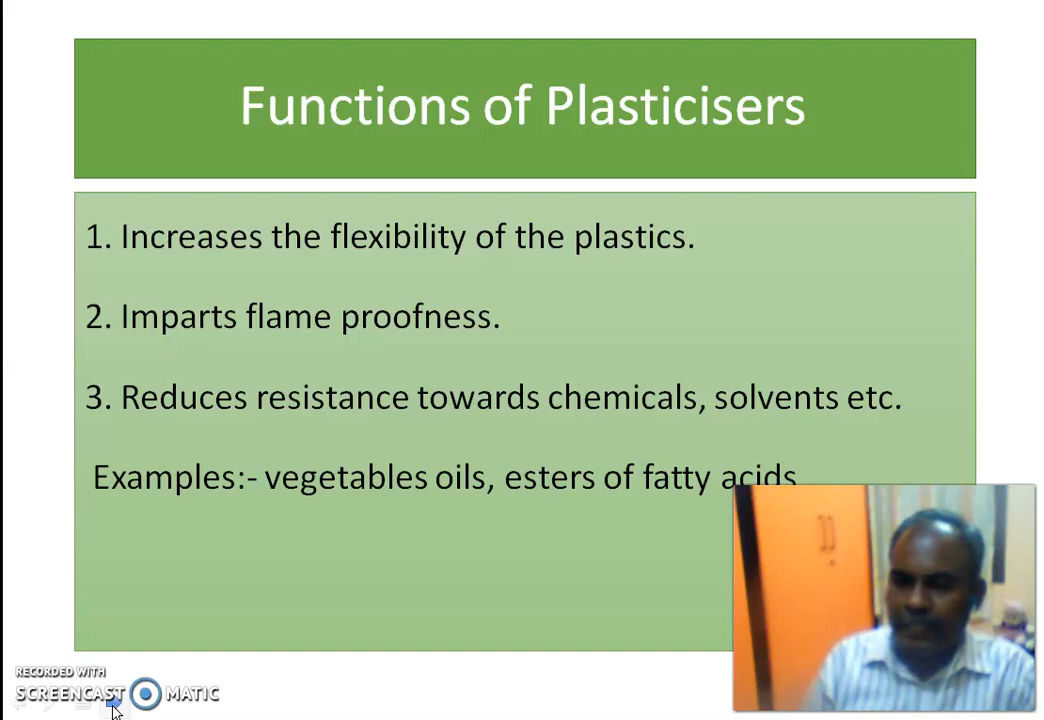 Functions of Plasticisers
1. Increases the flexibility of the plastics.
2. Imparts flame proofness.
3. Reduces resistance towards chemicals, solvents etc.
Examples:- vegetables oils, esters of fatty acids
RECORDED WITH
SCREENCAST MATIC